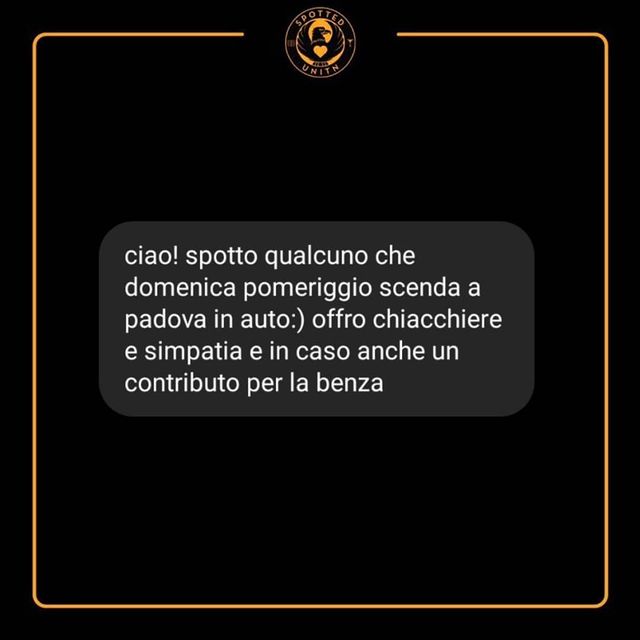 SPOTTED
UNITN
ciao! spotto qualcuno che
domenica pomeriggio scenda a
padova in auto:) offro chiacchiere
e simpatia e in caso anche un
contributo per la benza